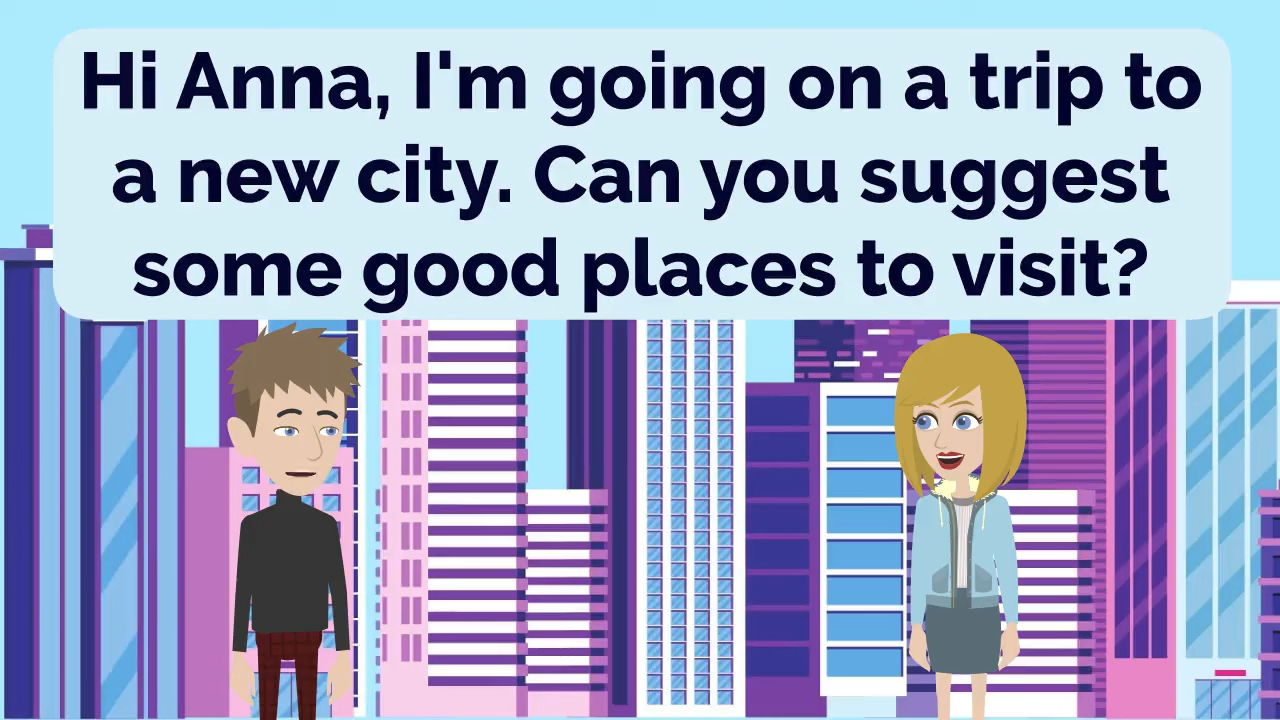 Hi Anna, I'm going on a trip to
a new city. Can you suggest
some good places to visit?